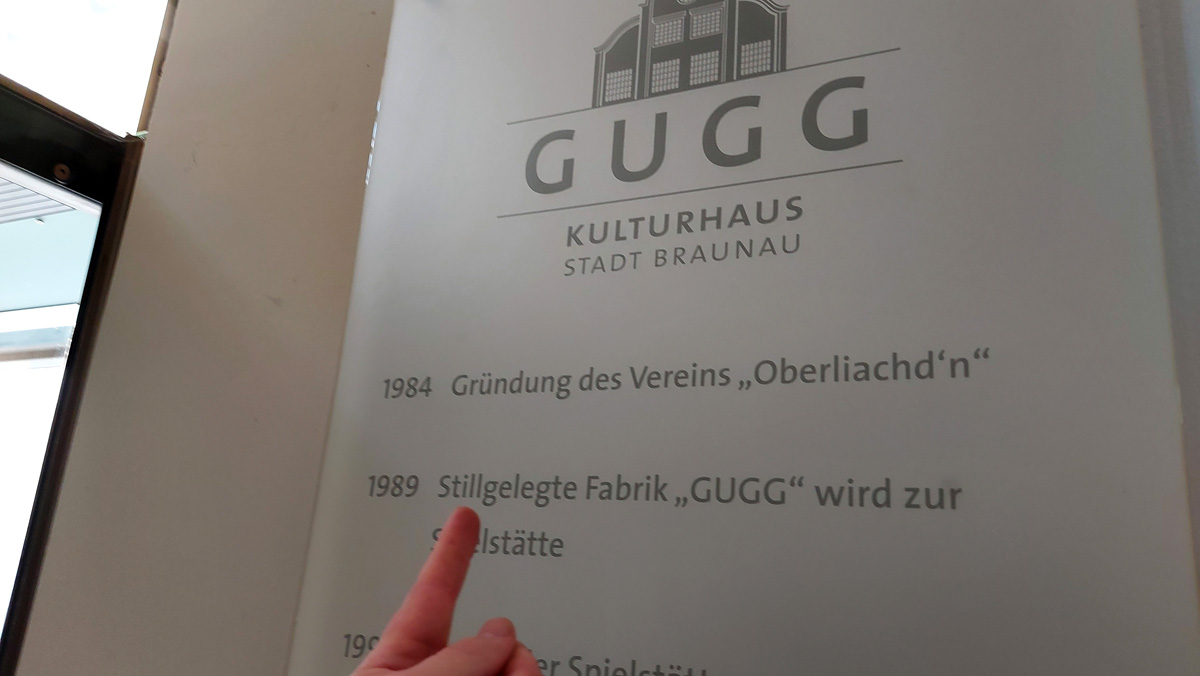 GUGG
KULTURHAUS
STADT BRAUNAU
1984 Gründung des Vereins „Oberliachd‘n“
1989 Stillgelegte Fabrik „GUGG“ wird zur